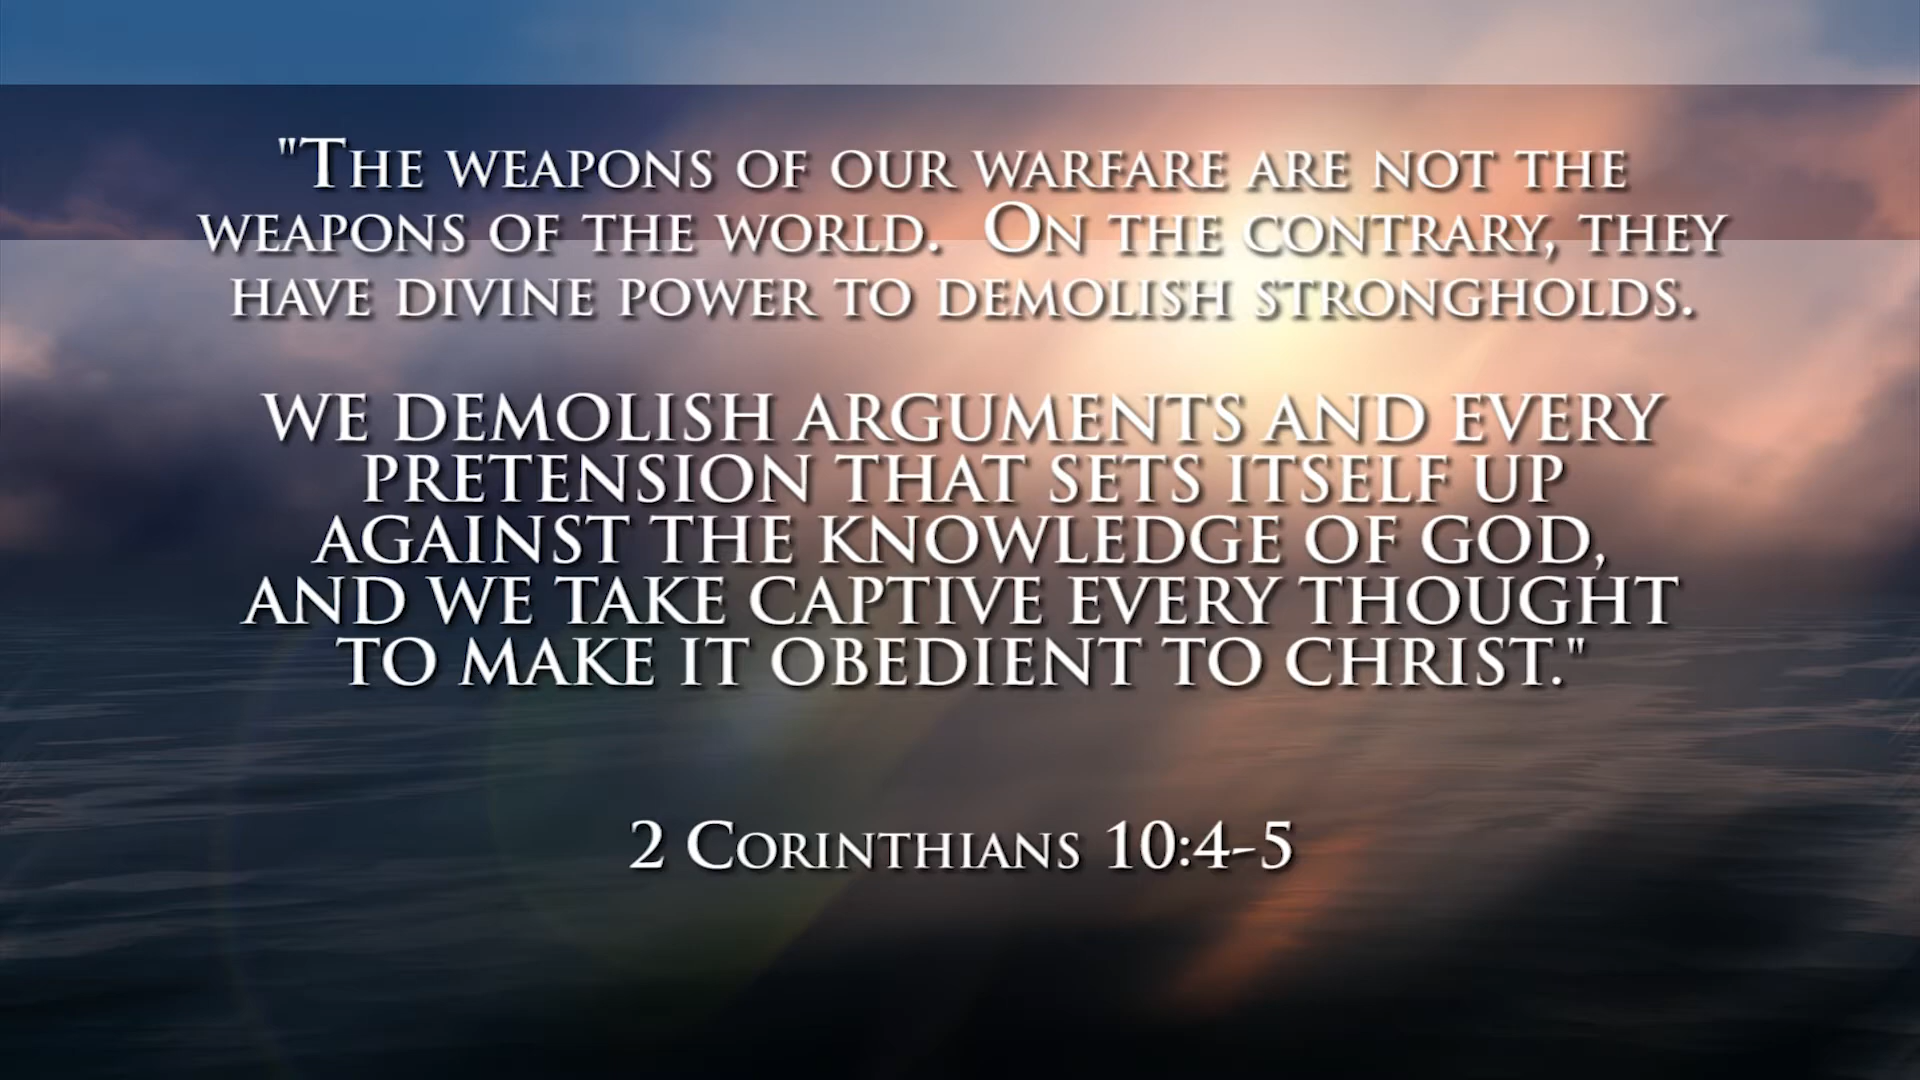 "The weapons of our warfare are not the
weapons of the world.  On the contrary, they
have divine power to demolish strongholds.
WE DEMOLISH ARGUMENTS AND EVERY
PRETENSION THAT SETS ITSELF UP
AGAINST THE KNOWLEDGE OF GOD,
AND WE TAKE CAPTIVE EVERY THOUGHT
TO MAKE IT OBEDIENT TO CHRIST."
2 Corinthians 10:4-5